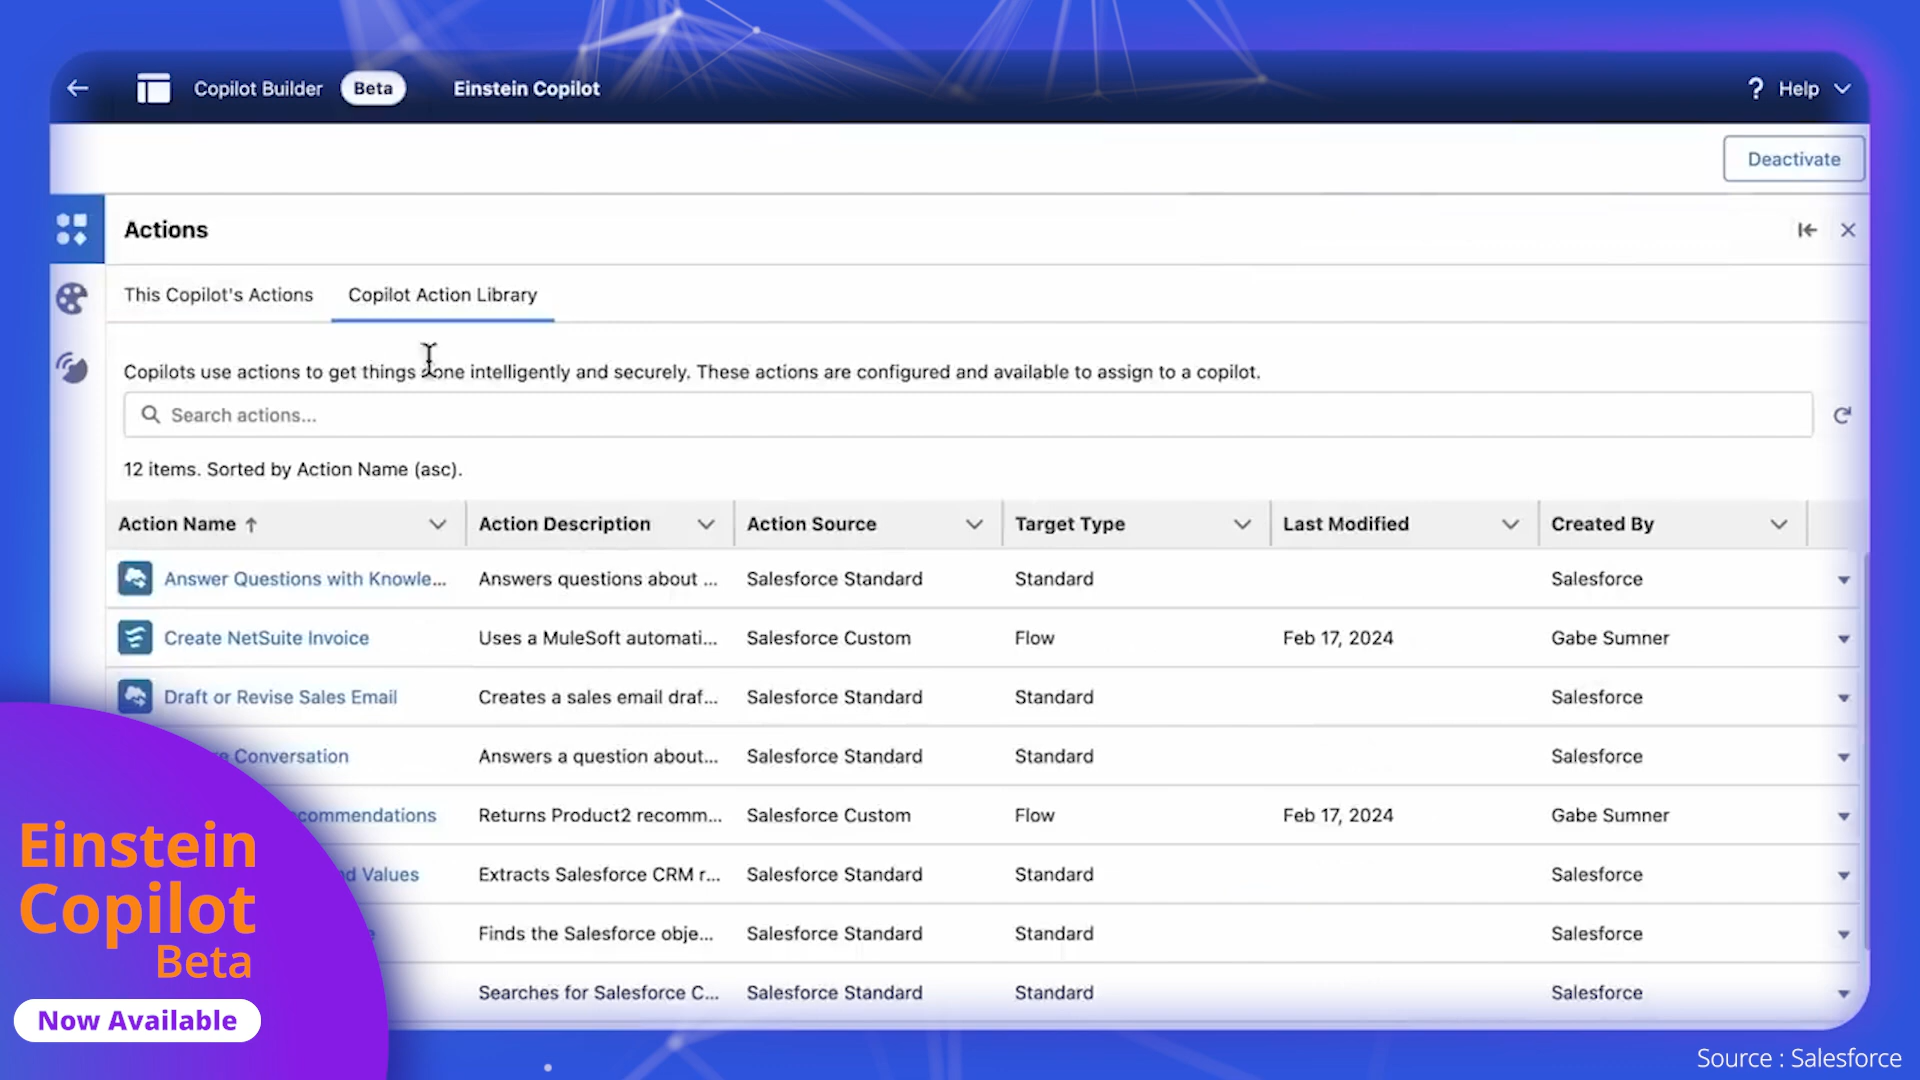 Copilot Builder Beta Einstein Copilot ? Help
Deactivate
Actions
This Copilot's Actions Copilot Action Library
Copilots use actions to get things done intelligently and securely. These actions are configured and available to assign to a copilot.
Search actions...
12 items. Sorted by Action Name (asc).
Action Name ↑ Action Description Action Source Target Type Last Modified Created By
Answer Questions with Knowle... Answers questions about ... Salesforce Standard Standard Salesforce
Create NetSuite Invoice Uses a MuleSoft automati... Salesforce Custom Flow Feb 17, 2024 Gabe Sumner
Draft or Revise Sales Email Creates a sales email draf... Salesforce Standard Standard Salesforce
Conversation Answers a question about... Salesforce Standard Standard Salesforce
commendations Returns Product2 recomm... Salesforce Custom Flow Feb 17, 2024 Gabe Sumner
Values Extracts Salesforce CRM r... Salesforce Standard Standard Salesforce
Finds the Salesforce obje... Salesforce Standard Standard Salesforce
Searches for Salesforce C... Salesforce Standard Standard Salesforce
Einstein
Copilot
Beta
Now Available
Source : Salesforce